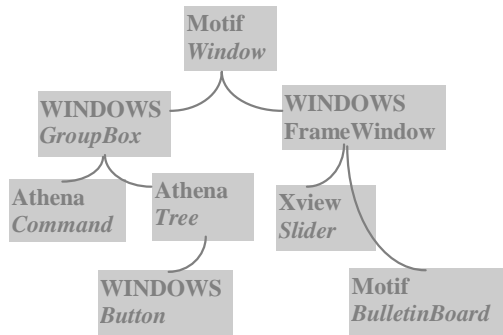 Motif
Window
WINDOWS
GroupBox
WINDOWS
FrameWindow
Athena
Command
Athena
Tree
Xview
Slider
WINDOWS
Button
Motif
BulletinBoard